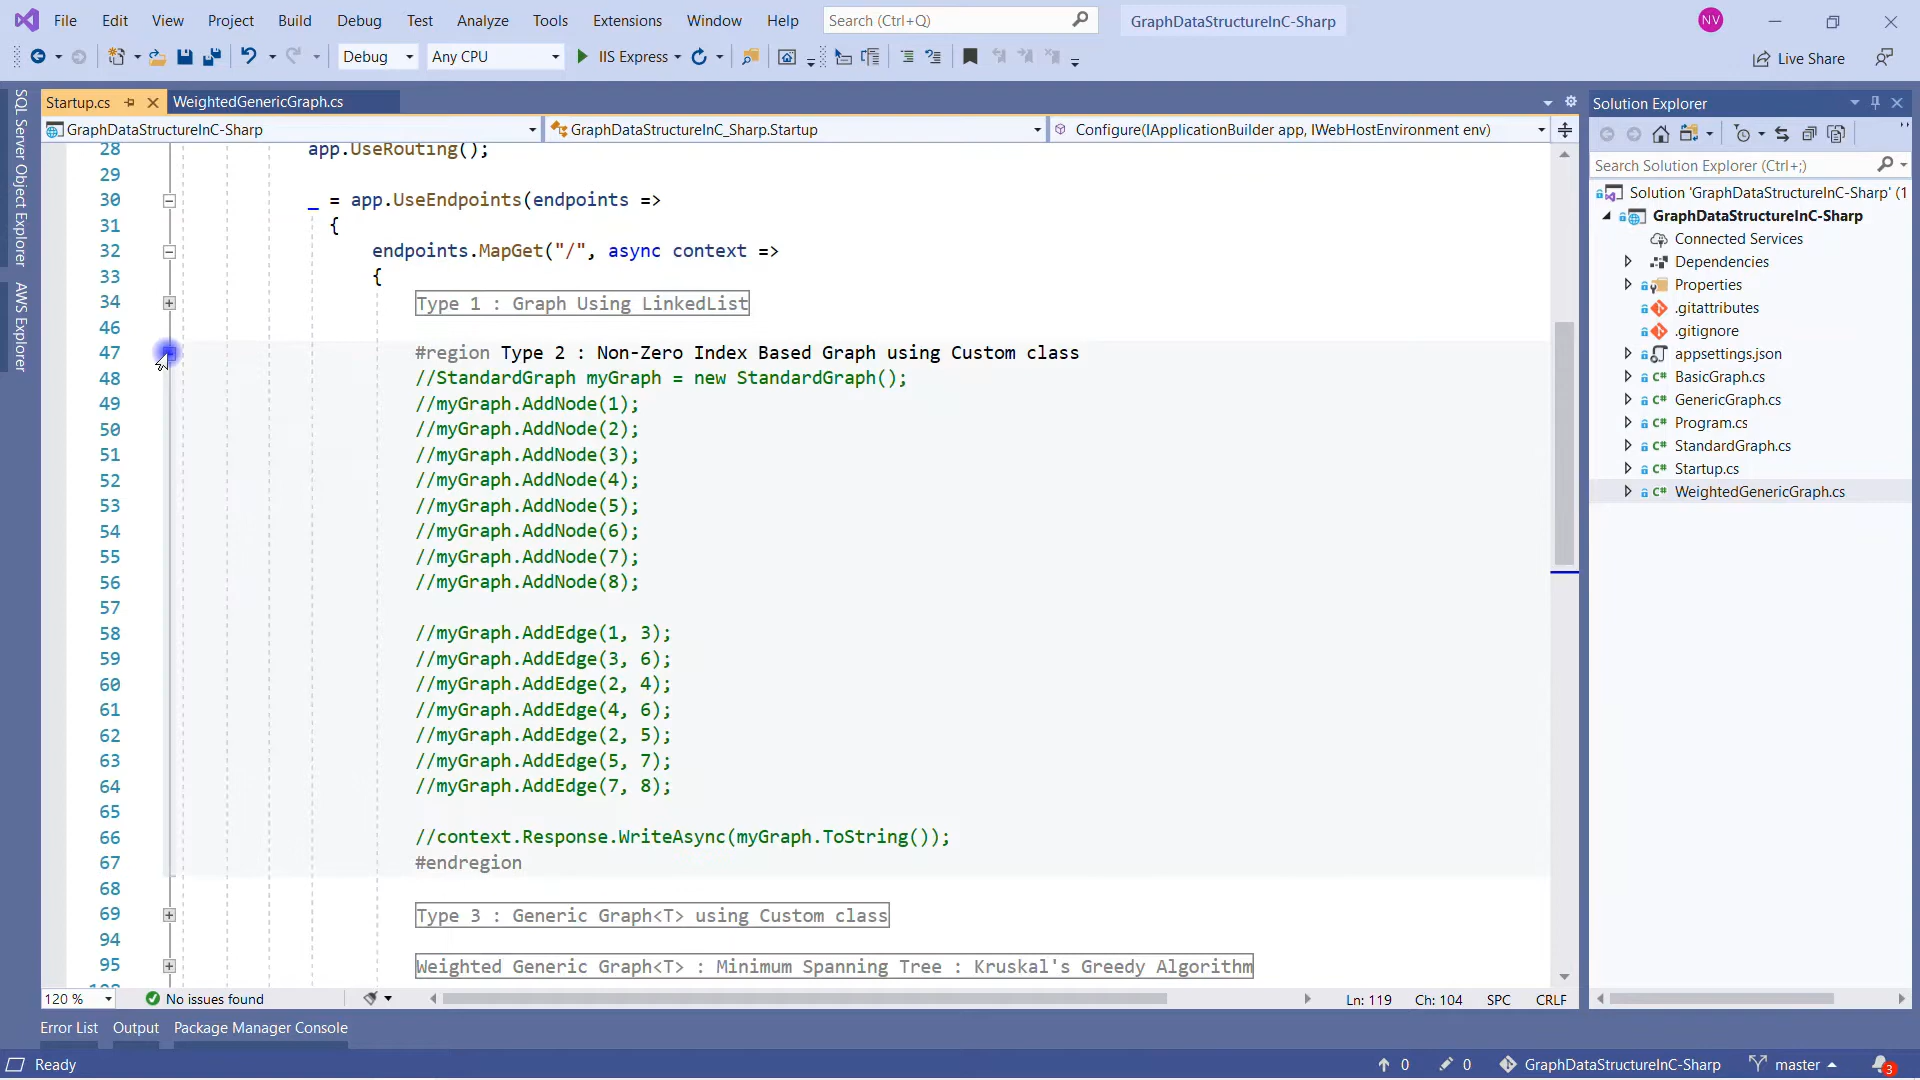 File Edit View Project Build Debug Test Analyze Tools Extensions Window Help Search (Ctrl+Q) GraphDataStructureInC-Sharp NV
Debug Any CPU IIS Express Live Share
SQL Server Object Explorer
AWS Explorer
Startup.cs WeightedGenericGraph.cs
GraphDataStructureInC-Sharp GraphDataStructureInC_Sharp.Startup Configure(IApplicationBuilder app, IWebHostEnvironment env)
28 app.UseRouting();
29
30 _ = app.UseEndpoints(endpoints =>
31 {
32 endpoints.MapGet("/", async context =>
33 {
34 Type 1 : Graph Using LinkedList
46
47 #region Type 2 : Non-Zero Index Based Graph using Custom class
48 //StandardGraph myGraph = new StandardGraph();
49 //myGraph.AddNode(1);
50 //myGraph.AddNode(2);
51 //myGraph.AddNode(3);
52 //myGraph.AddNode(4);
53 //myGraph.AddNode(5);
54 //myGraph.AddNode(6);
55 //myGraph.AddNode(7);
56 //myGraph.AddNode(8);
57
58 //myGraph.AddEdge(1, 3);
59 //myGraph.AddEdge(3, 6);
60 //myGraph.AddEdge(2, 4);
61 //myGraph.AddEdge(4, 6);
62 //myGraph.AddEdge(2, 5);
63 //myGraph.AddEdge(5, 7);
64 //myGraph.AddEdge(7, 8);
65
66 //context.Response.WriteAsync(myGraph.ToString());
67 #endregion
68
69 Type 3 : Generic Graph<T> using Custom class
94
95 Weighted Generic Graph<T> : Minimum Spanning Tree : Kruskal's Greedy Algorithm
120 % No issues found Ln: 119 Ch: 104 SPC CRLF
Solution Explorer
Search Solution Explorer (Ctrl+;)
Solution 'GraphDataStructureInC-Sharp' (1
GraphDataStructureInC-Sharp
Connected Services
Dependencies
Properties
.gitattributes
.gitignore
appsettings.json
C# BasicGraph.cs
C# GenericGraph.cs
C# Program.cs
C# StandardGraph.cs
C# Startup.cs
C# WeightedGenericGraph.cs
Error List Output Package Manager Console
Ready 0 0 GraphDataStructureInC-Sharp master 3